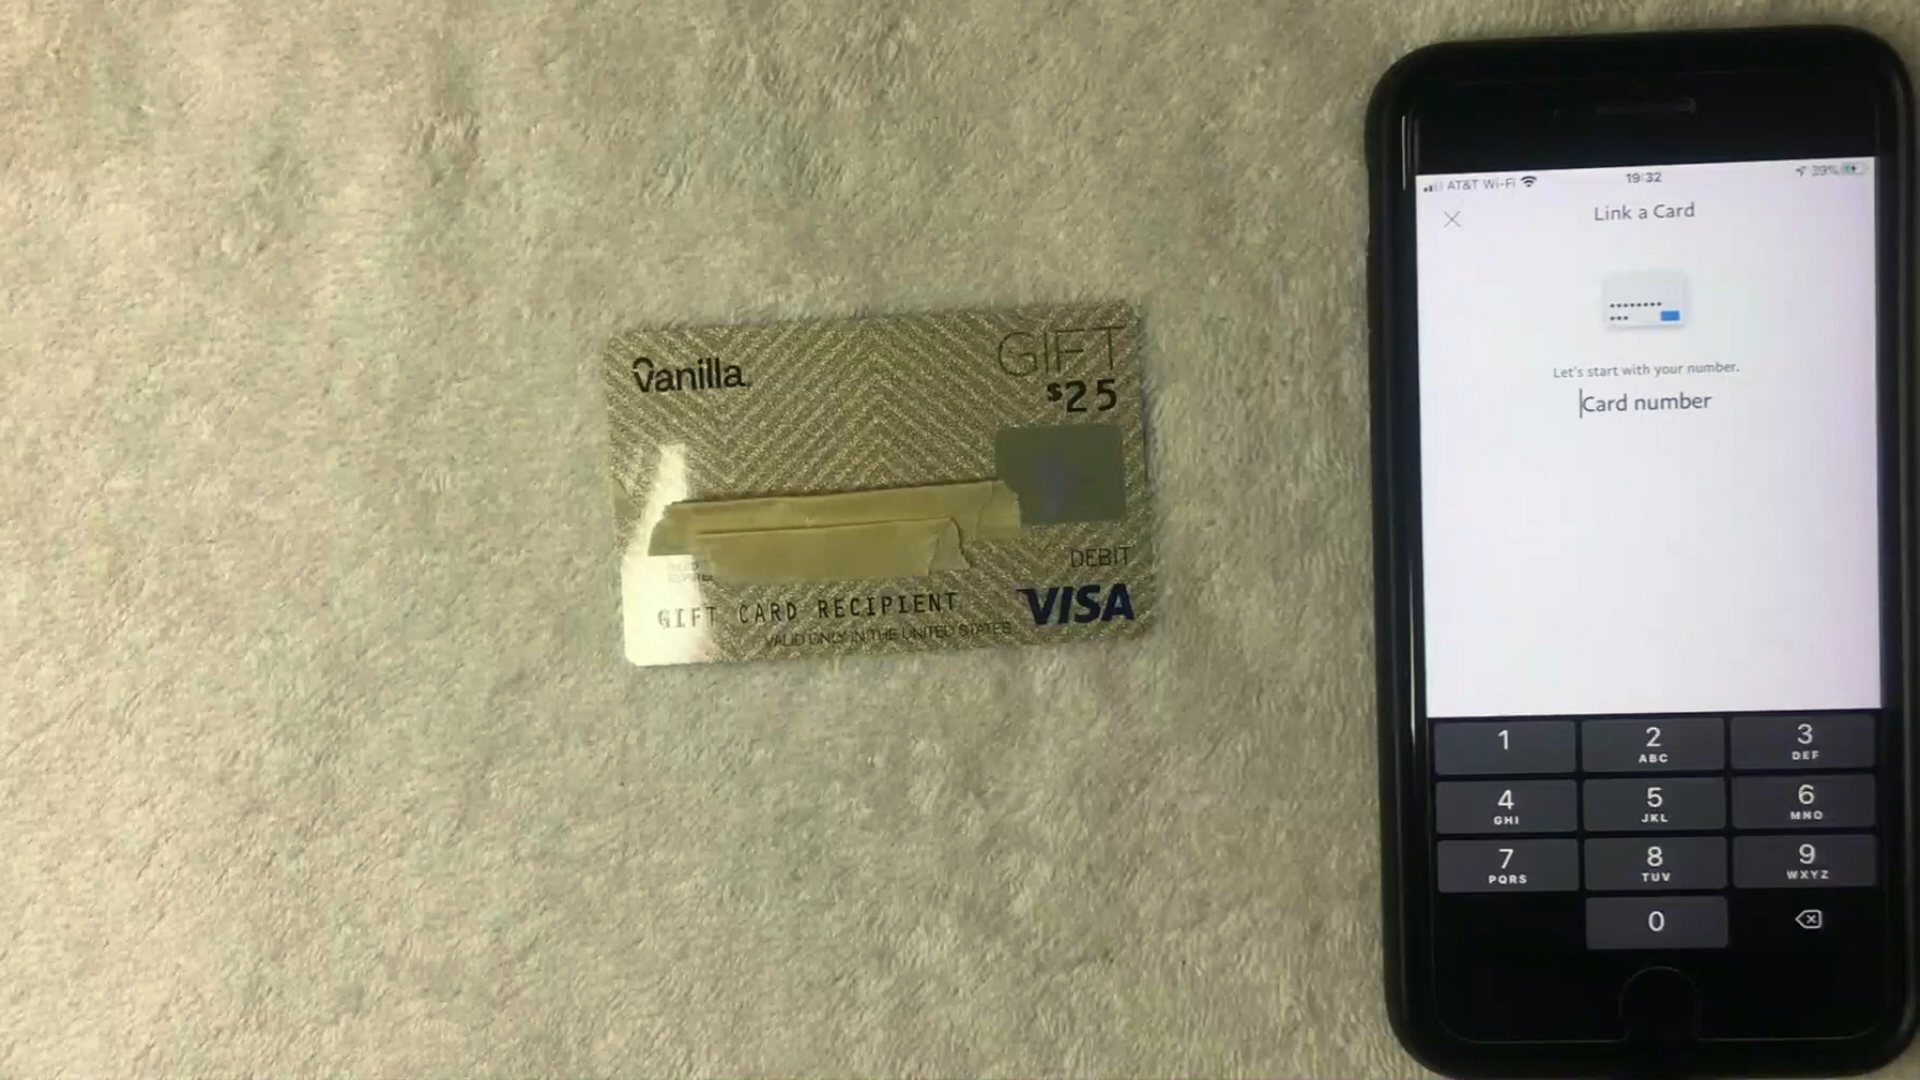 Vanilla
GIFT
$25
DEBIT
VISA
GIFT CARD RECIPIENT
VALID ONLY IN THE UNITED STATES
AT&T Wi-Fi
19:32
39%
Link a Card
Let's start with your number.
Card number
1
2 ABC
3 DEF
4 GHI
5 JKL
6 MNO
7 PQRS
8 TUV
9 WXYZ
0